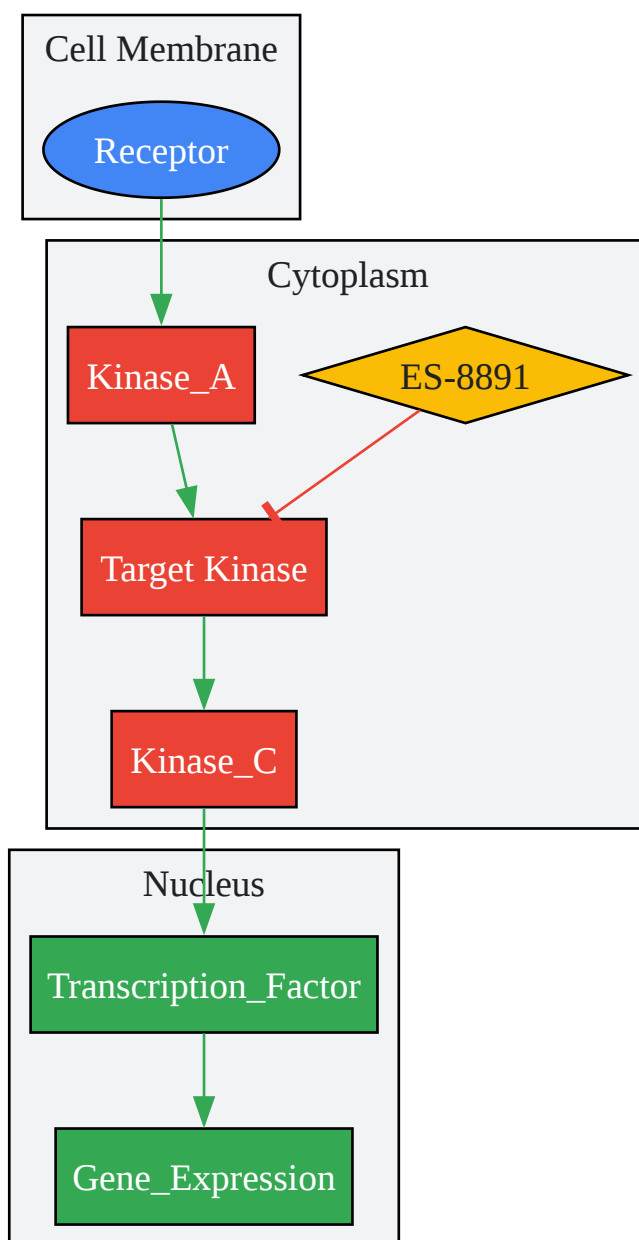 Cell Membrane
Receptor
Cytoplasm
Kinase_A
ES-8891
Target Kinase
Kinase_C
Nucleus
Transcription_Factor
Gene_Expression